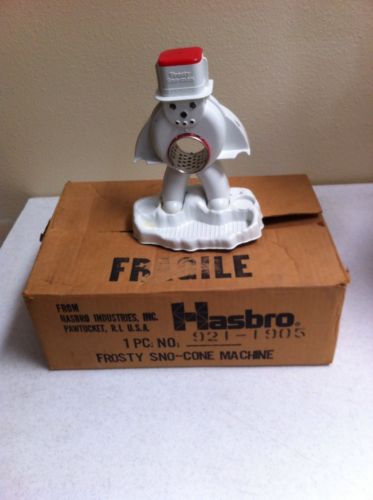 FRAGILE
FROM
HASBRO INDUSTRIES, INC.
PAWTUCKET, R.I. U.S.A.
Hasbro®
1 PC. NO: 921-1905
FROSTY SNO-CONE MACHINE